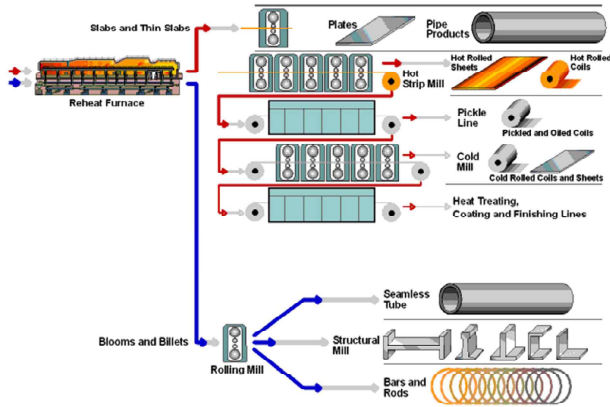 Slabs and Thin Slabs
Plates
Pipe
Products
Reheat Furnace
Hot
Strip Mill
Hot Rolled
Sheets
Hot Rolled
Coils
Pickle
Line
Pickled and Oiled Coils
Cold
Mill
Cold Rolled Coils and Sheets
Heat Treating,
Coating and Finishing Lines
Blooms and Billets
Rolling Mill
Seamless
Tube
Structural
Mill
Bars and
Rods